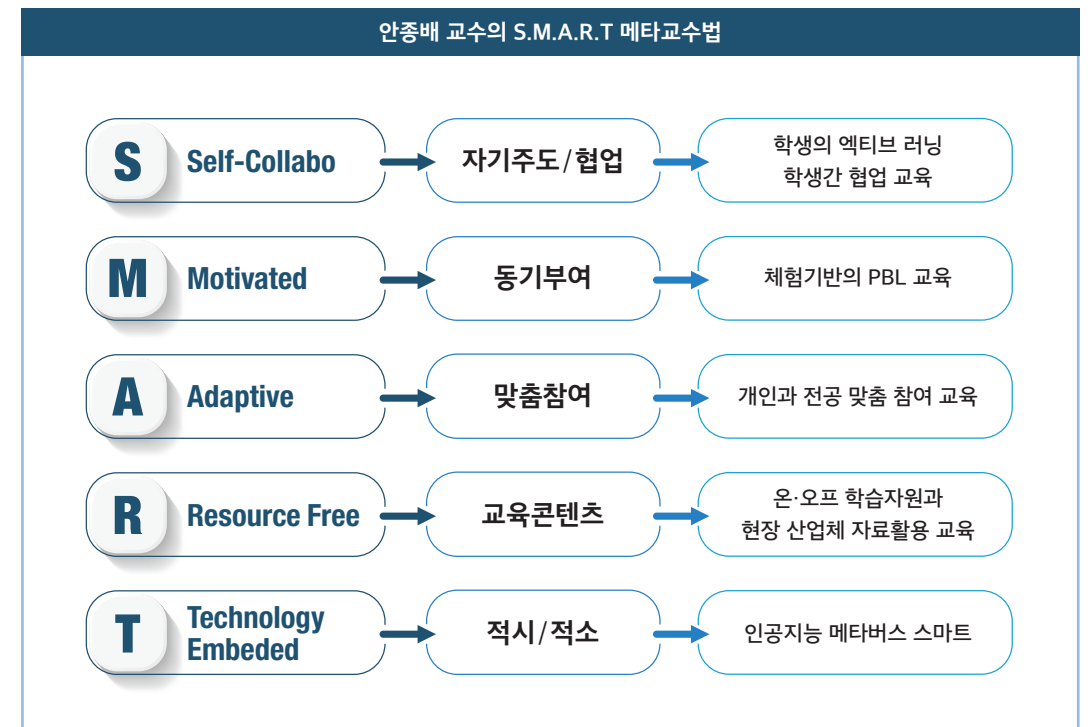 안종배 교수의 S.M.A.R.T 메타교수법
S Self-Collabo 자기주도/협업 학생의 엑티브 러닝
학생간 협업 교육
M Motivated 동기부여 체험기반의 PBL 교육
A Adaptive 맞춤참여 개인과 전공 맞춤 참여 교육
R Resource Free 교육콘텐츠 온·오프 학습자원과
현장 산업체 자료활용 교육
T Technology
Embeded 적시/적소 인공지능 메타버스 스마트